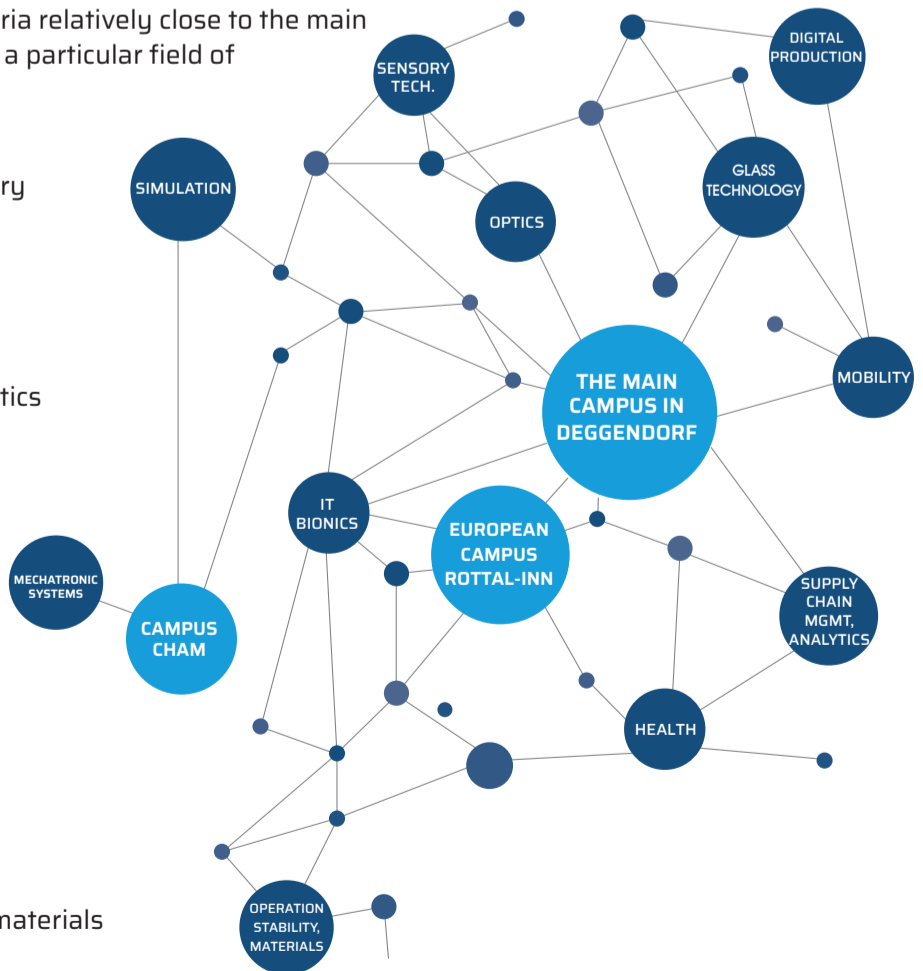 ria relatively close to the main
a particular field of
ry
tics
materials
SENSORY
TECH.
DIGITAL
PRODUCTION
SIMULATION
GLASS
TECHNOLOGY
OPTICS
MOBILITY
THE MAIN
CAMPUS IN
DEGGENDORF
IT
BIONICS
EUROPEAN
CAMPUS
ROTTAL-INN
MECHATRONIC
SYSTEMS
CAMPUS
CHAM
SUPPLY
CHAIN
MGMT,
ANALYTICS
HEALTH
OPERATION
STABILITY,
MATERIALS